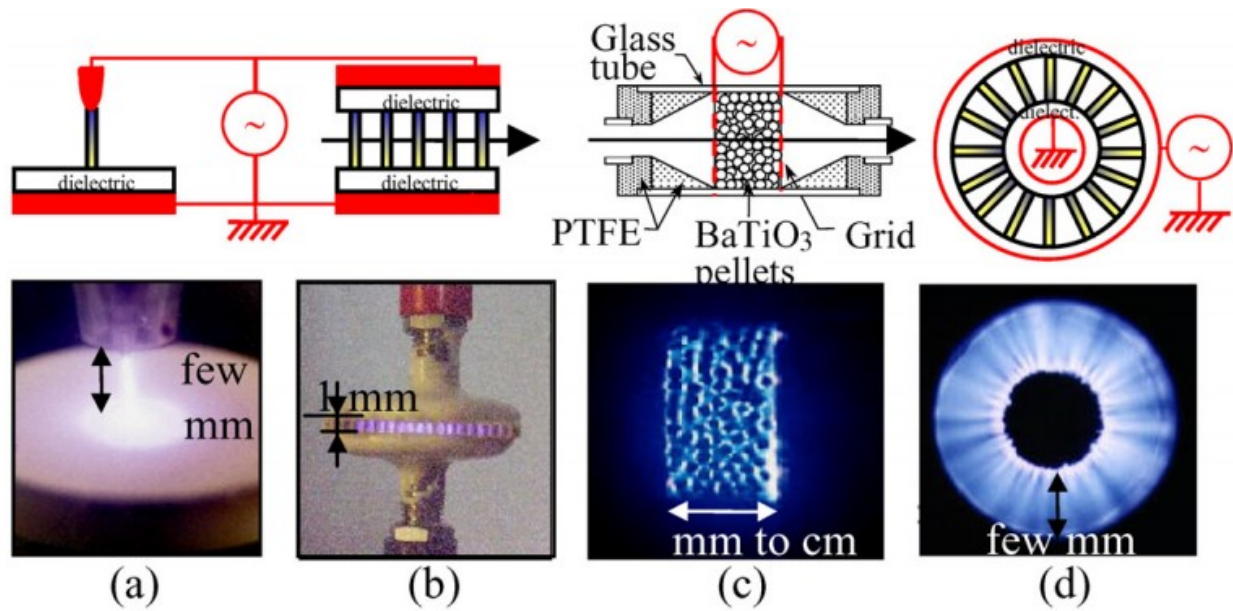 Glass
tube
~
dielectric
dielectric
dielectric
~
PTFE
BaTiO3
pellets
Grid
dielectric
dielect.
~
few
mm
1 mm
mm to cm
few mm
(a)
(b)
(c)
(d)